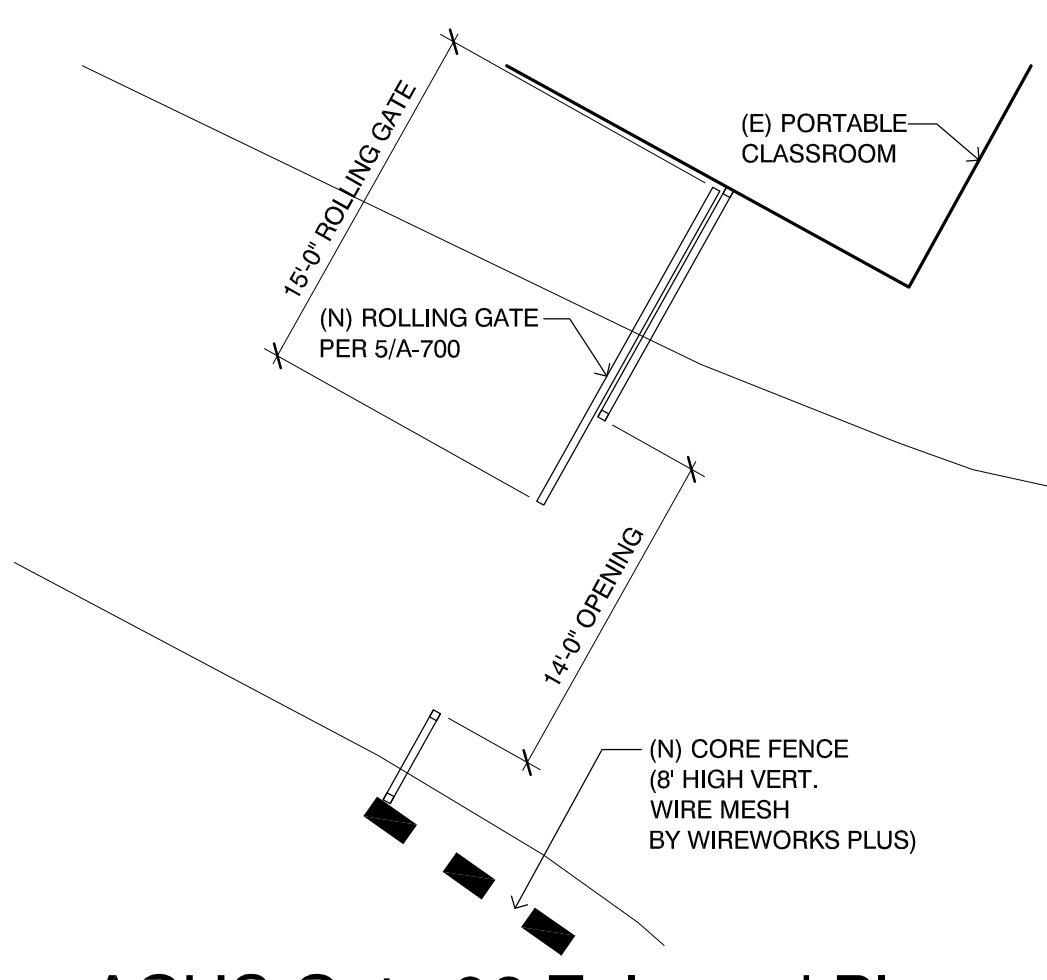 (E) PORTABLE
CLASSROOM
15'-0" ROLLING GATE
(N) ROLLING GATE
PER 5/A-700
14'-0" OPENING
(N) CORE FENCE
(8' HIGH VERT.
WIRE MESH
BY WIREWORKS PLUS)